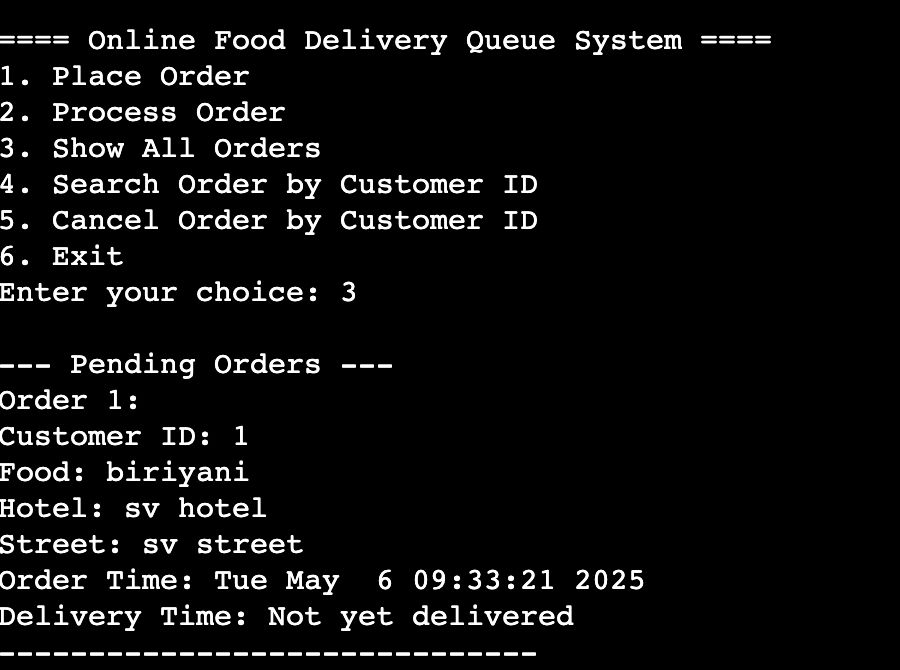 ==== Online Food Delivery Queue System ====
1. Place Order
2. Process Order
3. Show All Orders
4. Search Order by Customer ID
5. Cancel Order by Customer ID
6. Exit
Enter your choice: 3
--- Pending Orders ---
Order 1:
Customer ID: 1
Food: biriyani
Hotel: sv hotel
Street: sv street
Order Time: Tue May  6 09:33:21 2025
Delivery Time: Not yet delivered
------------------------------